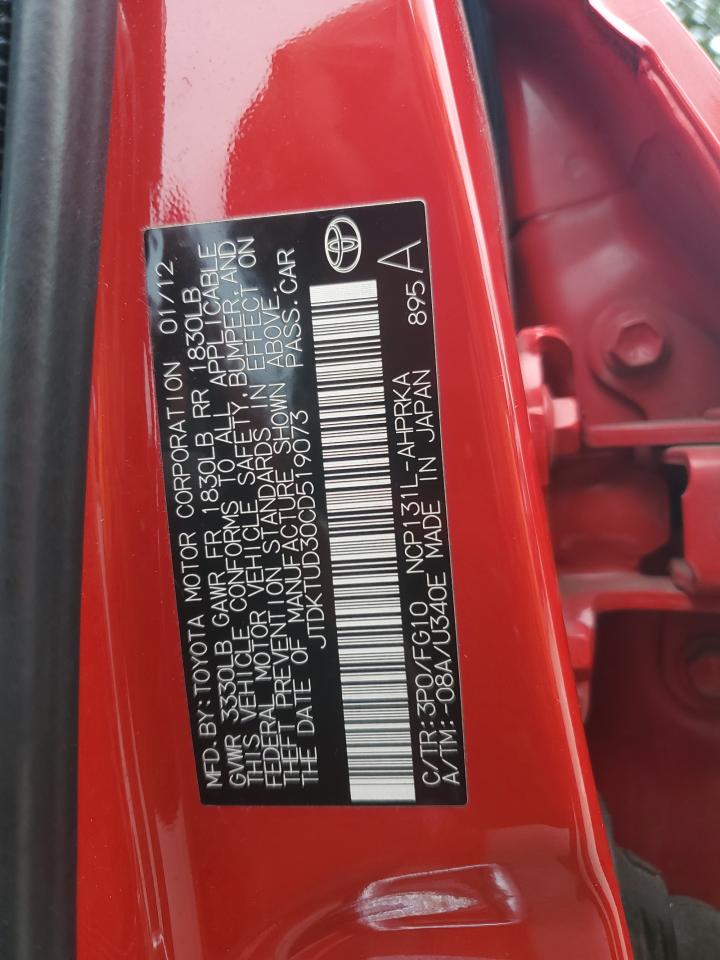 MFD. BY: TOYOTA MOTOR CORPORATION 01/12
GVWR 3330LB GAWR FR 1830LB RR 1830LB
THIS VEHICLE CONFORMS TO ALL APPLICABLE
FEDERAL MOTOR VEHICLE SAFETY, BUMPER, AND
THEFT PREVENTION STANDARDS IN EFFECT ON
THE DATE OF MANUFACTURE SHOWN ABOVE.
JTDKTUD30CD519073 PASS. CAR
C/TR: 3P0/FG10 NCP131L-AHPRKA 895 A
A/TM: -08A/U340E MADE IN JAPAN